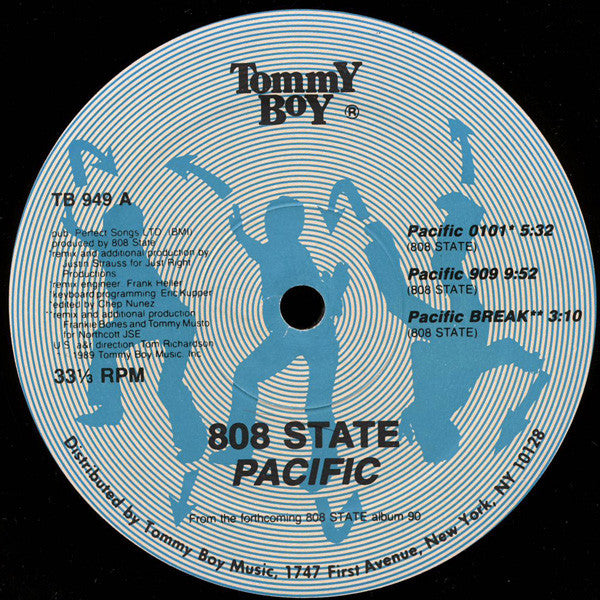 Tommy
Boy ®
TB 949 A
pub. Perfect Songs LTD. (BMI)
produced by 808 State
*remix and additional production by
Justin Strauss for Just Right
Productions
*remix engineer: Frank Heller
*keyboard programming: Eric Kupper
*edited by Chep Nunez
**remix and additional production
Frankie Bones and Tommy Musto
for Northcott JSE
U.S. a&r direction: Tom Richardson
℗ 1989 Tommy Boy Music, Inc.
33⅓ RPM
Pacific 0101* 5:32
(808 STATE)
Pacific 909 9:52
(808 STATE)
Pacific BREAK** 3:10
(808 STATE)
808 STATE
PACIFIC
From the forthcoming 808 STATE album 90
Distributed by Tommy Boy Music, 1747 First Avenue, New York, NY 10128